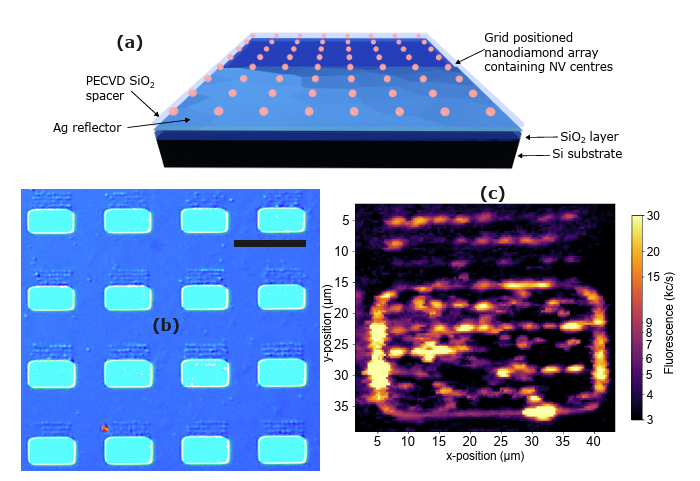 (a)
Grid positioned
nanodiamond array
containing NV centres
PECVD SiO₂
spacer
Ag reflector
SiO₂ layer
Si substrate
(b)
(c)
30
20
15
9
8
7
6
5
4
3
Fluorescence (kc/s)
5
10
15
20
25
30
35
y-position (μm)
5 10 15 20 25 30 35 40
x-position (μm)